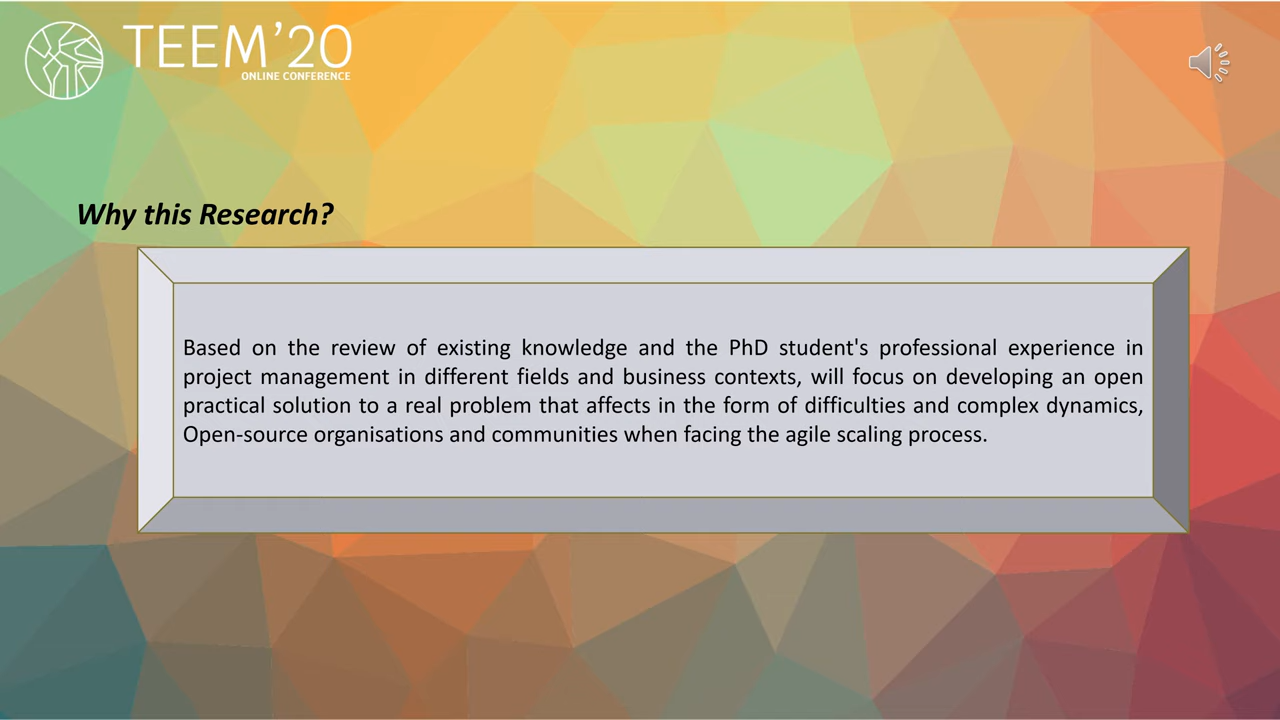 TEEM’20
ONLINE CONFERENCE
Why this Research?
Based on the review of existing knowledge and the PhD student's professional experience in
project management in different fields and business contexts, will focus on developing an open
practical solution to a real problem that affects in the form of difficulties and complex dynamics,
Open-source organisations and communities when facing the agile scaling process.